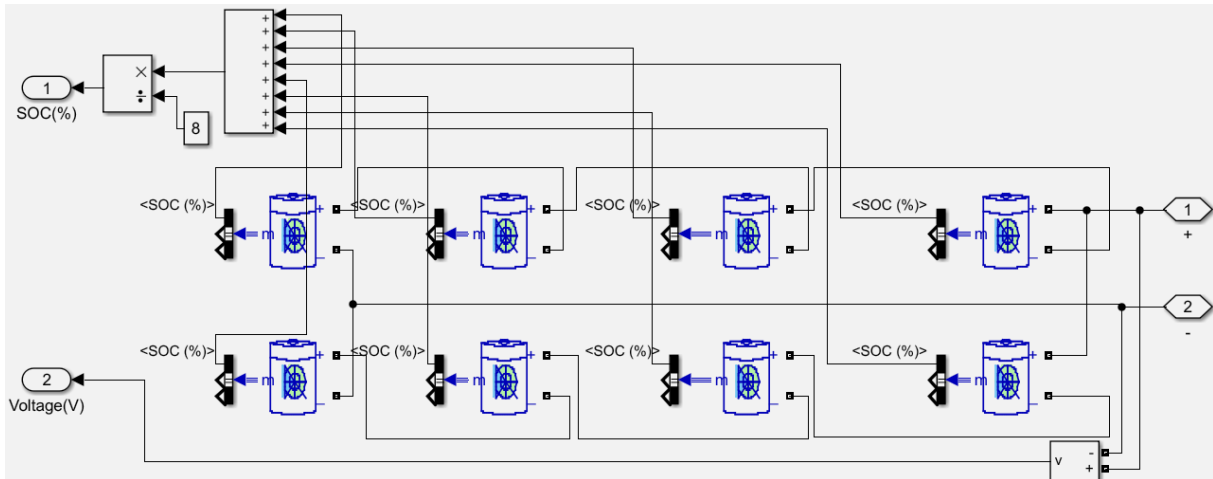 +
+
+
+
+
+
+
+
×
÷
1
SOC(%)
8
<SOC (%)>
m
+
−
<SOC (%)>
m
+
−
<SOC (%)>
m
+
−
<SOC (%)>
m
+
−
1
+
2
-
<SOC (%)>
m
+
−
<SOC (%)>
m
+
−
<SOC (%)>
m
+
−
<SOC (%)>
m
+
−
2
Voltage(V)
v
-
+